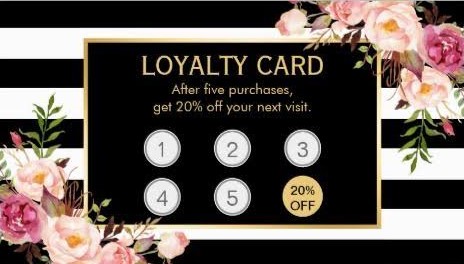 LOYALTY CARD
After five purchases,
get 20% off your next visit.
1 2 3
4 5 20% OFF